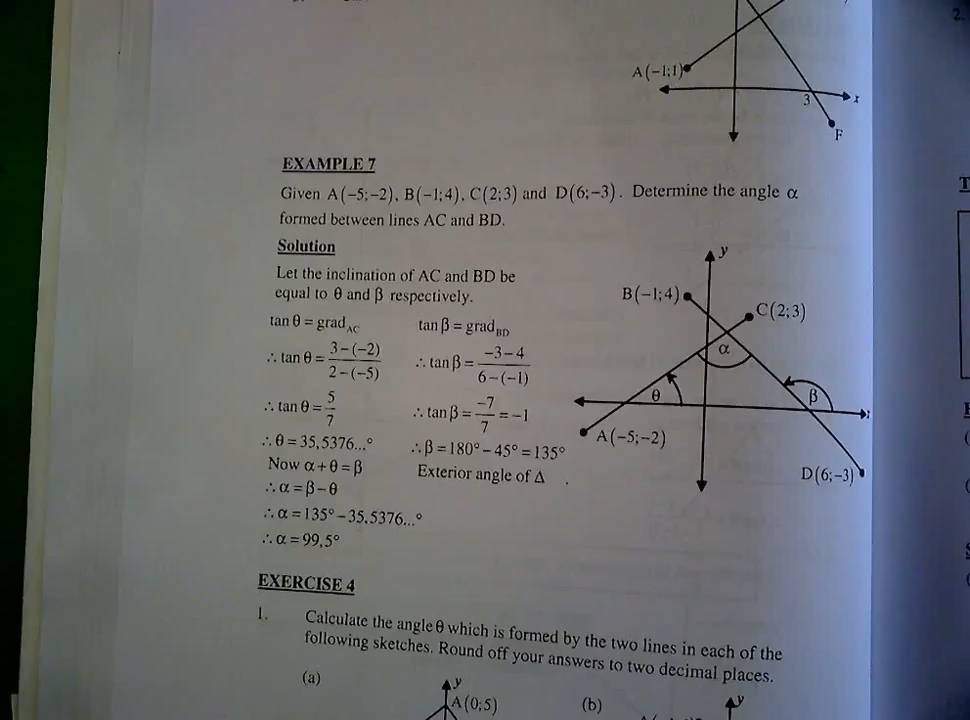 A(−1;1)
3
x
F
2.
EXAMPLE 7
Given A(−5;−2), B(−1;4), C(2;3) and D(6;−3). Determine the angle α
formed between lines AC and BD.
Solution
Let the inclination of AC and BD be
equal to θ and β respectively.
tan θ = grad_AC
tan β = grad_BD
∴ tan θ = 3−(−2) / 2−(−5)
∴ tan β = −3−4 / 6−(−1)
∴ tan θ = 5/7
∴ tan β = −7/7 = −1
∴ θ = 35,5376...°
∴ β = 180° − 45° = 135°
Now α + θ = β
Exterior angle of Δ
∴ α = β − θ
∴ α = 135° − 35,5376...°
∴ α = 99,5°
y
B(−1;4)
C(2;3)
α
θ
β
A(−5;−2)
D(6;−3)
EXERCISE 4
1. Calculate the angle θ which is formed by the two lines in each of the
following sketches. Round off your answers to two decimal places.
(a)
y
A(0;5)
(b)
y